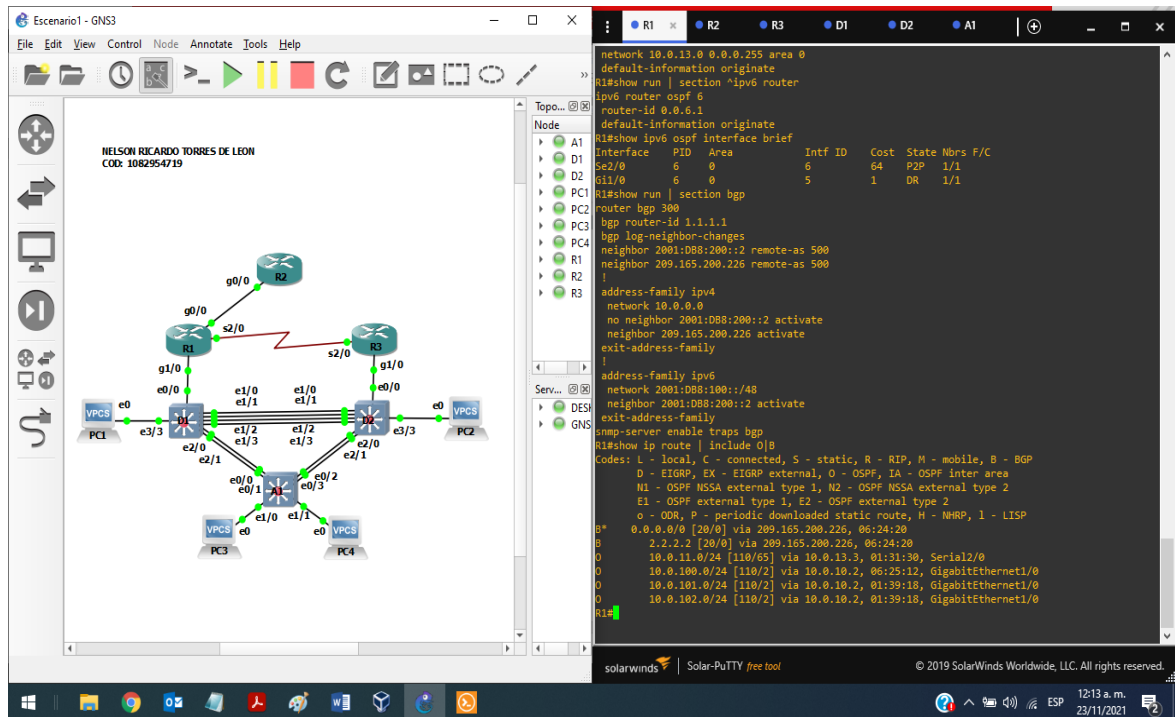 Escenario1 - GNS3
File Edit View Control Node Annotate Tools Help
NELSON RICARDO TORRES DE LEON
COD: 1082954719
R2
g0/0
g0/0
s2/0
R1
s2/0
R3
g1/0
g1/0
e0/0
e1/0
e1/0
e0/0
e1/1
e1/1
e0
e0
VPCS
VPCS
D1
D2
PC1
e3/3
e1/2
e1/2
e3/3
PC2
e1/3
e1/3
e2/0
e2/0
e2/1
e2/1
e0/0
e0/2
e0/1
e0/3
A1
e1/0
e1/1
VPCS
e0
e0
VPCS
PC3
PC4
Topo...
Node
A1
D1
D2
PC1
PC2
PC3
PC4
R1
R2
R3
Serv...
DESK
GNS
R1
R2
R3
D1
D2
A1
network 10.0.13.0 0.0.0.255 area 0
default-information originate
R1#show run | section ^ipv6 router
ipv6 router ospf 6
router-id 0.0.6.1
default-information originate
R1#show ipv6 ospf interface brief
Interface PID Area Intf ID Cost State Nbrs F/C
Se2/0 6 0 6 64 P2P 1/1
Gi1/0 6 0 5 1 DR 1/1
R1#show run | section bgp
router bgp 300
bgp router-id 1.1.1.1
bgp log-neighbor-changes
neighbor 2001:DB8:200::2 remote-as 500
neighbor 209.165.200.226 remote-as 500
!
address-family ipv4
network 10.0.0.0
no neighbor 2001:DB8:200::2 activate
neighbor 209.165.200.226 activate
exit-address-family
!
address-family ipv6
network 2001:DB8:100::/48
neighbor 2001:DB8:200::2 activate
exit-address-family
snmp-server enable traps bgp
R1#show ip route | include O|B
Codes: L - local, C - connected, S - static, R - RIP, M - mobile, B - BGP
D - EIGRP, EX - EIGRP external, O - OSPF, IA - OSPF inter area
N1 - OSPF NSSA external type 1, N2 - OSPF NSSA external type 2
E1 - OSPF external type 1, E2 - OSPF external type 2
o - ODR, P - periodic downloaded static route, H - NHRP, l - LISP
B* 0.0.0.0/0 [20/0] via 209.165.200.226, 06:24:20
B 2.2.2.2 [20/0] via 209.165.200.226, 06:24:20
O 10.0.11.0/24 [110/65] via 10.0.13.3, 01:31:30, Serial2/0
O 10.0.100.0/24 [110/2] via 10.0.10.2, 06:25:12, GigabitEthernet1/0
O 10.0.101.0/24 [110/2] via 10.0.10.2, 01:39:18, GigabitEthernet1/0
O 10.0.102.0/24 [110/2] via 10.0.10.2, 01:39:18, GigabitEthernet1/0
R1#
solarwinds Solar-PuTTY free tool © 2019 SolarWinds Worldwide, LLC. All rights reserved.
ESP
12:13 a. m.
23/11/2021